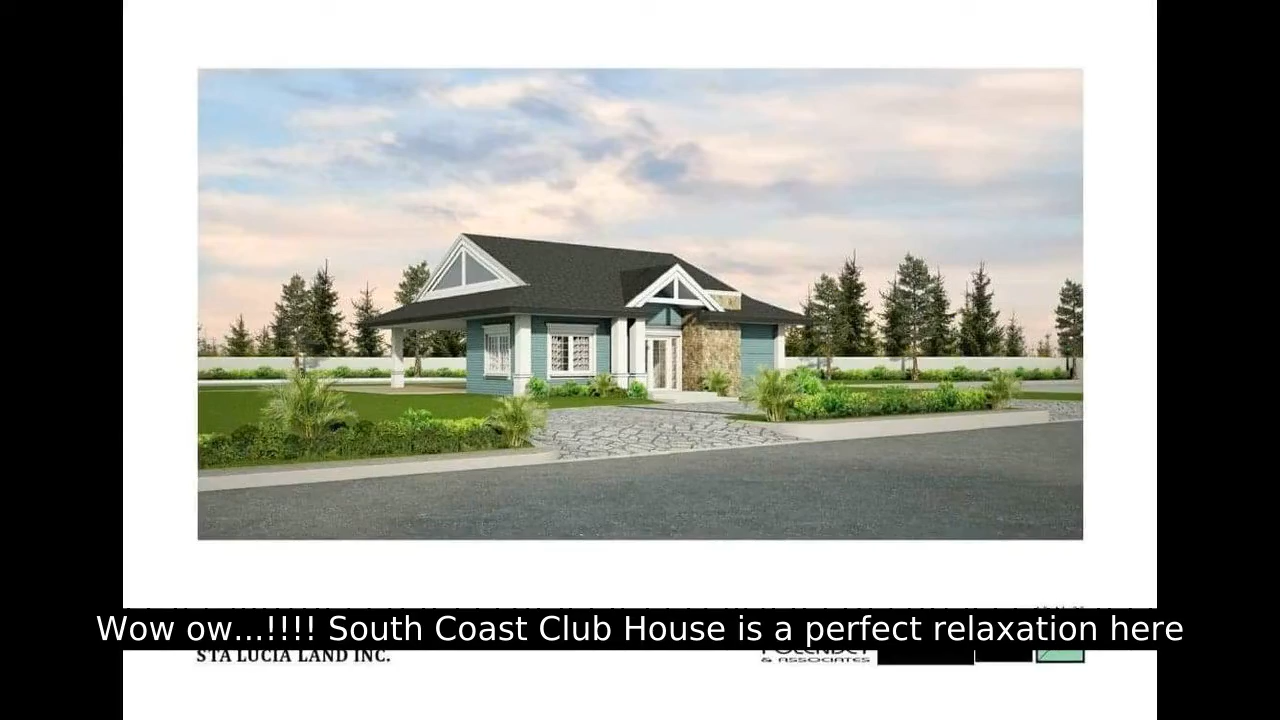 Wow ow...!!!! South Coast Club House is a perfect relaxation here
STA LUCIA LAND INC.
& ASSOCIATES